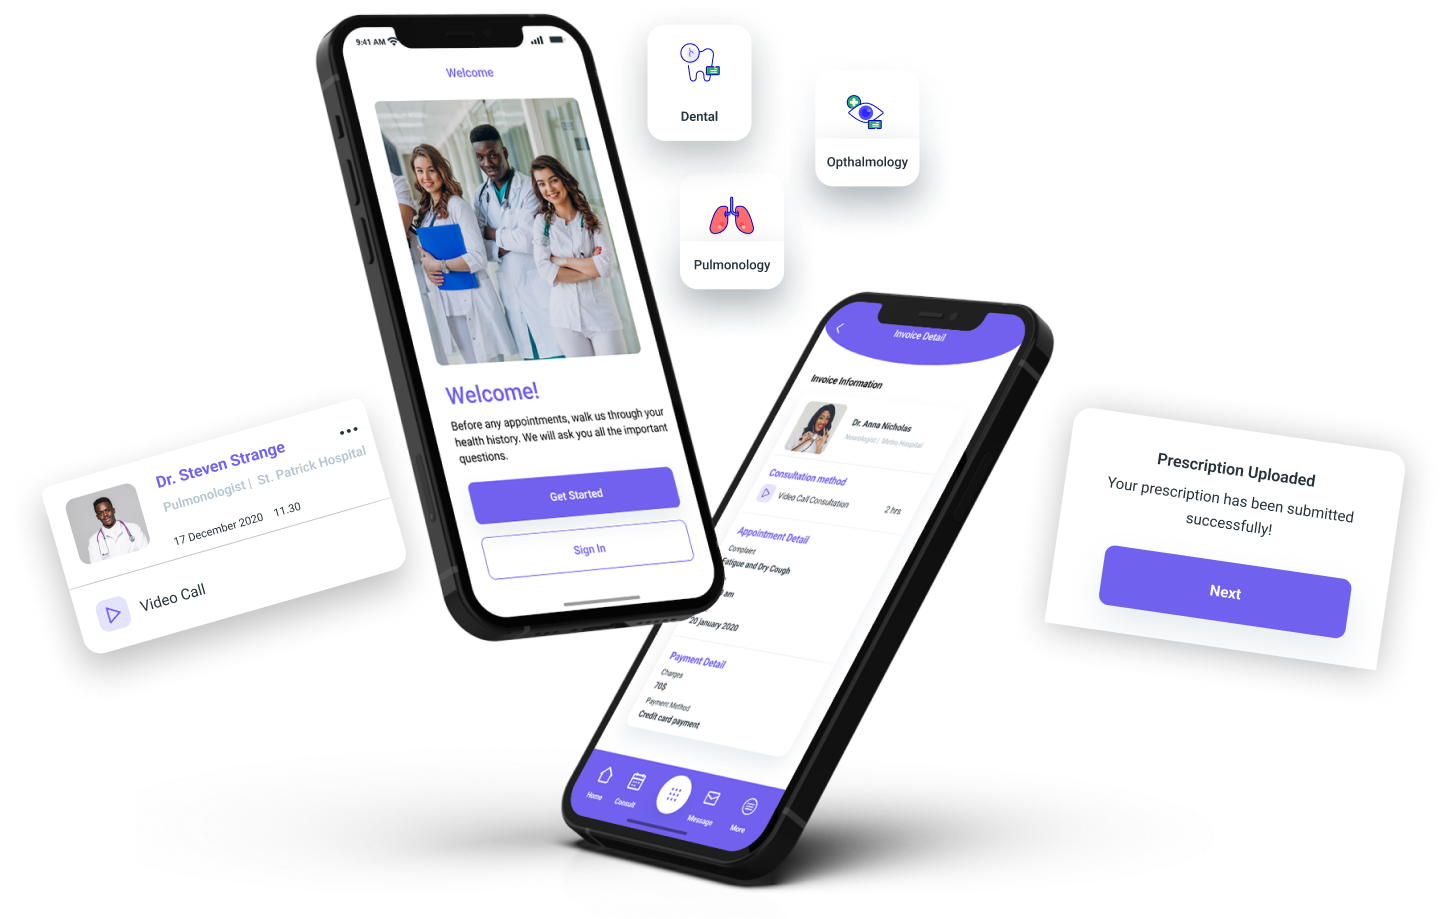 9:41 AM
Welcome
Welcome!
Before any appointments, walk us through your
health history. We will ask you all the important
questions.
Get Started
Sign In
Dental
Opthalmology
Pulmonology
Dr. Steven Strange
Pulmonologist | St. Patrick Hospital
17 December 2020 11.30
Video Call
Invoice Detail
Invoice Information
Dr. Anna Nicholas
Neurologist | Metro Hospital
Consultation method
Video Call Consultation
2 hrs
Appointment Detail
Complaint
Fatigue and Dry Cough
am
20 january 2020
Payment Detail
Charges
70$
Payment Method
Credit card payment
Home
Consult
Message
More
Prescription Uploaded
Your prescription has been submitted
successfully!
Next